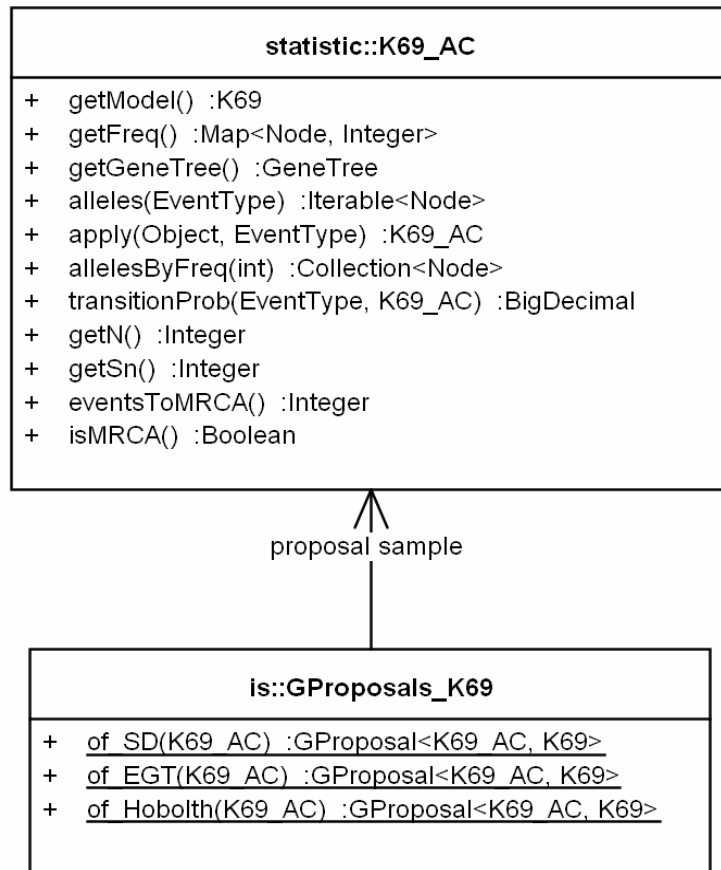 statistic::K69_AC
+ getModel() :K69
+ getFreq() :Map<Node, Integer>
+ getGeneTree() :GeneTree
+ alleles(EventType) :Iterable<Node>
+ apply(Object, EventType) :K69_AC
+ allelesByFreq(int) :Collection<Node>
+ transitionProb(EventType, K69_AC) :BigDecimal
+ getN() :Integer
+ getSn() :Integer
+ eventsToMRCA() :Integer
+ isMRCA() :Boolean
proposal sample
is::GProposals_K69
+ of_SD(K69_AC) :GProposal<K69_AC, K69>
+ of_EGT(K69_AC) :GProposal<K69_AC, K69>
+ of_Hobolth(K69_AC) :GProposal<K69_AC, K69>